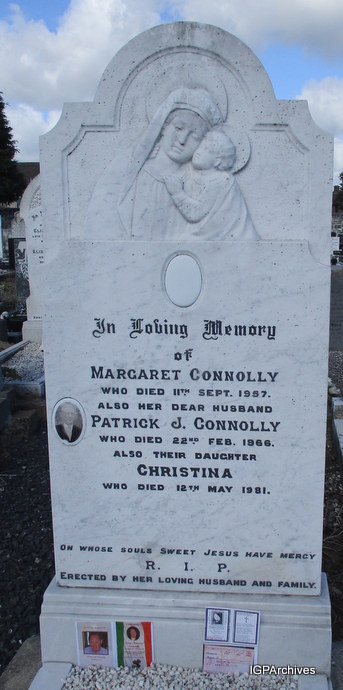 In Loving Memory
of
MARGARET CONNOLLY
WHO DIED 11TH SEPT. 1957.
ALSO HER DEAR HUSBAND
PATRICK J. CONNOLLY
WHO DIED 22ND FEB. 1966.
ALSO THEIR DAUGHTER
CHRISTINA
WHO DIED 12TH MAY 1981.
ON WHOSE SOULS SWEET JESUS HAVE MERCY
R. I. P.
ERECTED BY HER LOVING HUSBAND AND FAMILY.
IGPArchives